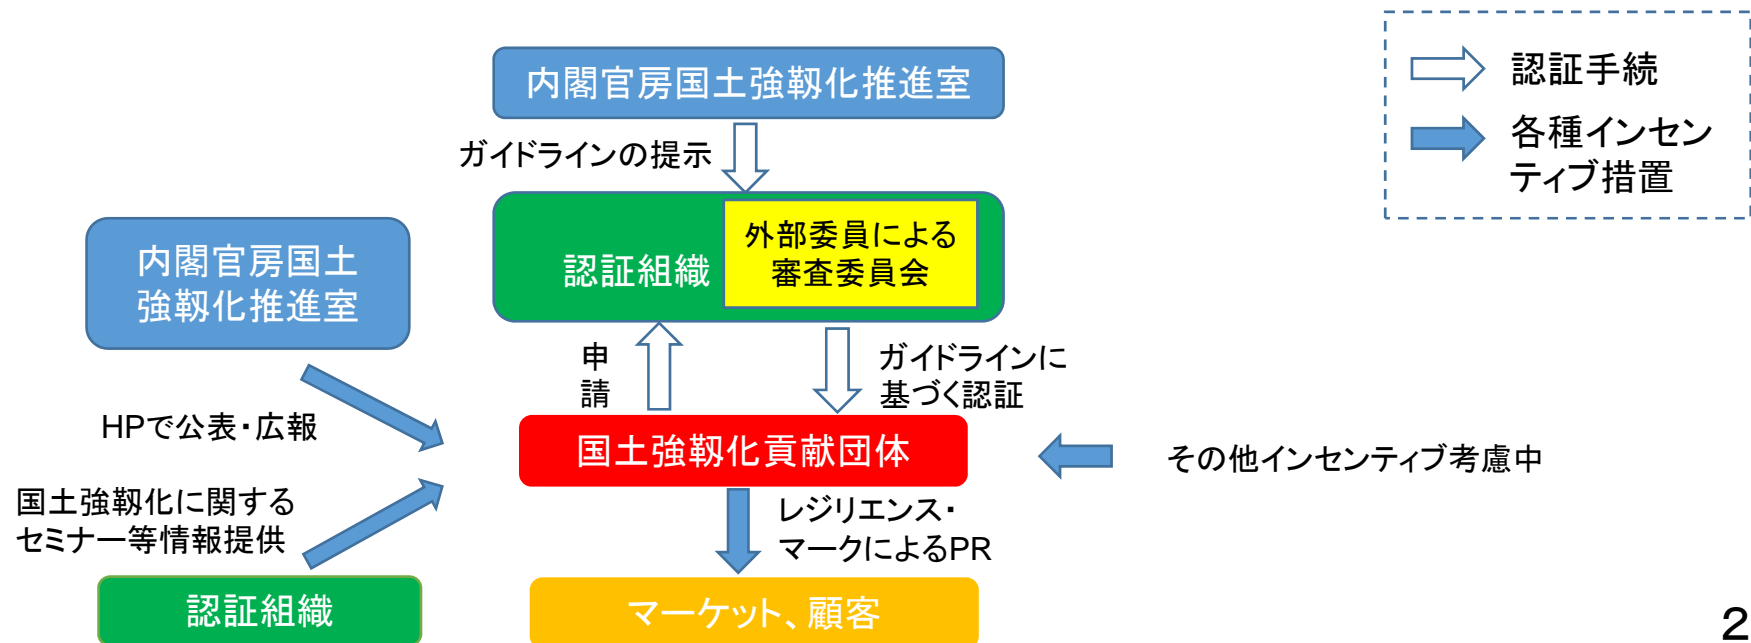 内閣官房国土強靱化推進室
ガイドラインの提示
認証手続
各種インセン
ティブ措置
外部委員による
審査委員会
認証組織
内閣官房国土
強靱化推進室
申
請
ガイドラインに
基づく認証
HPで公表・広報
国土強靱化貢献団体
その他インセンティブ考慮中
国土強靱化に関する
セミナー等情報提供
レジリエンス・
マークによるPR
認証組織
マーケット、顧客
2